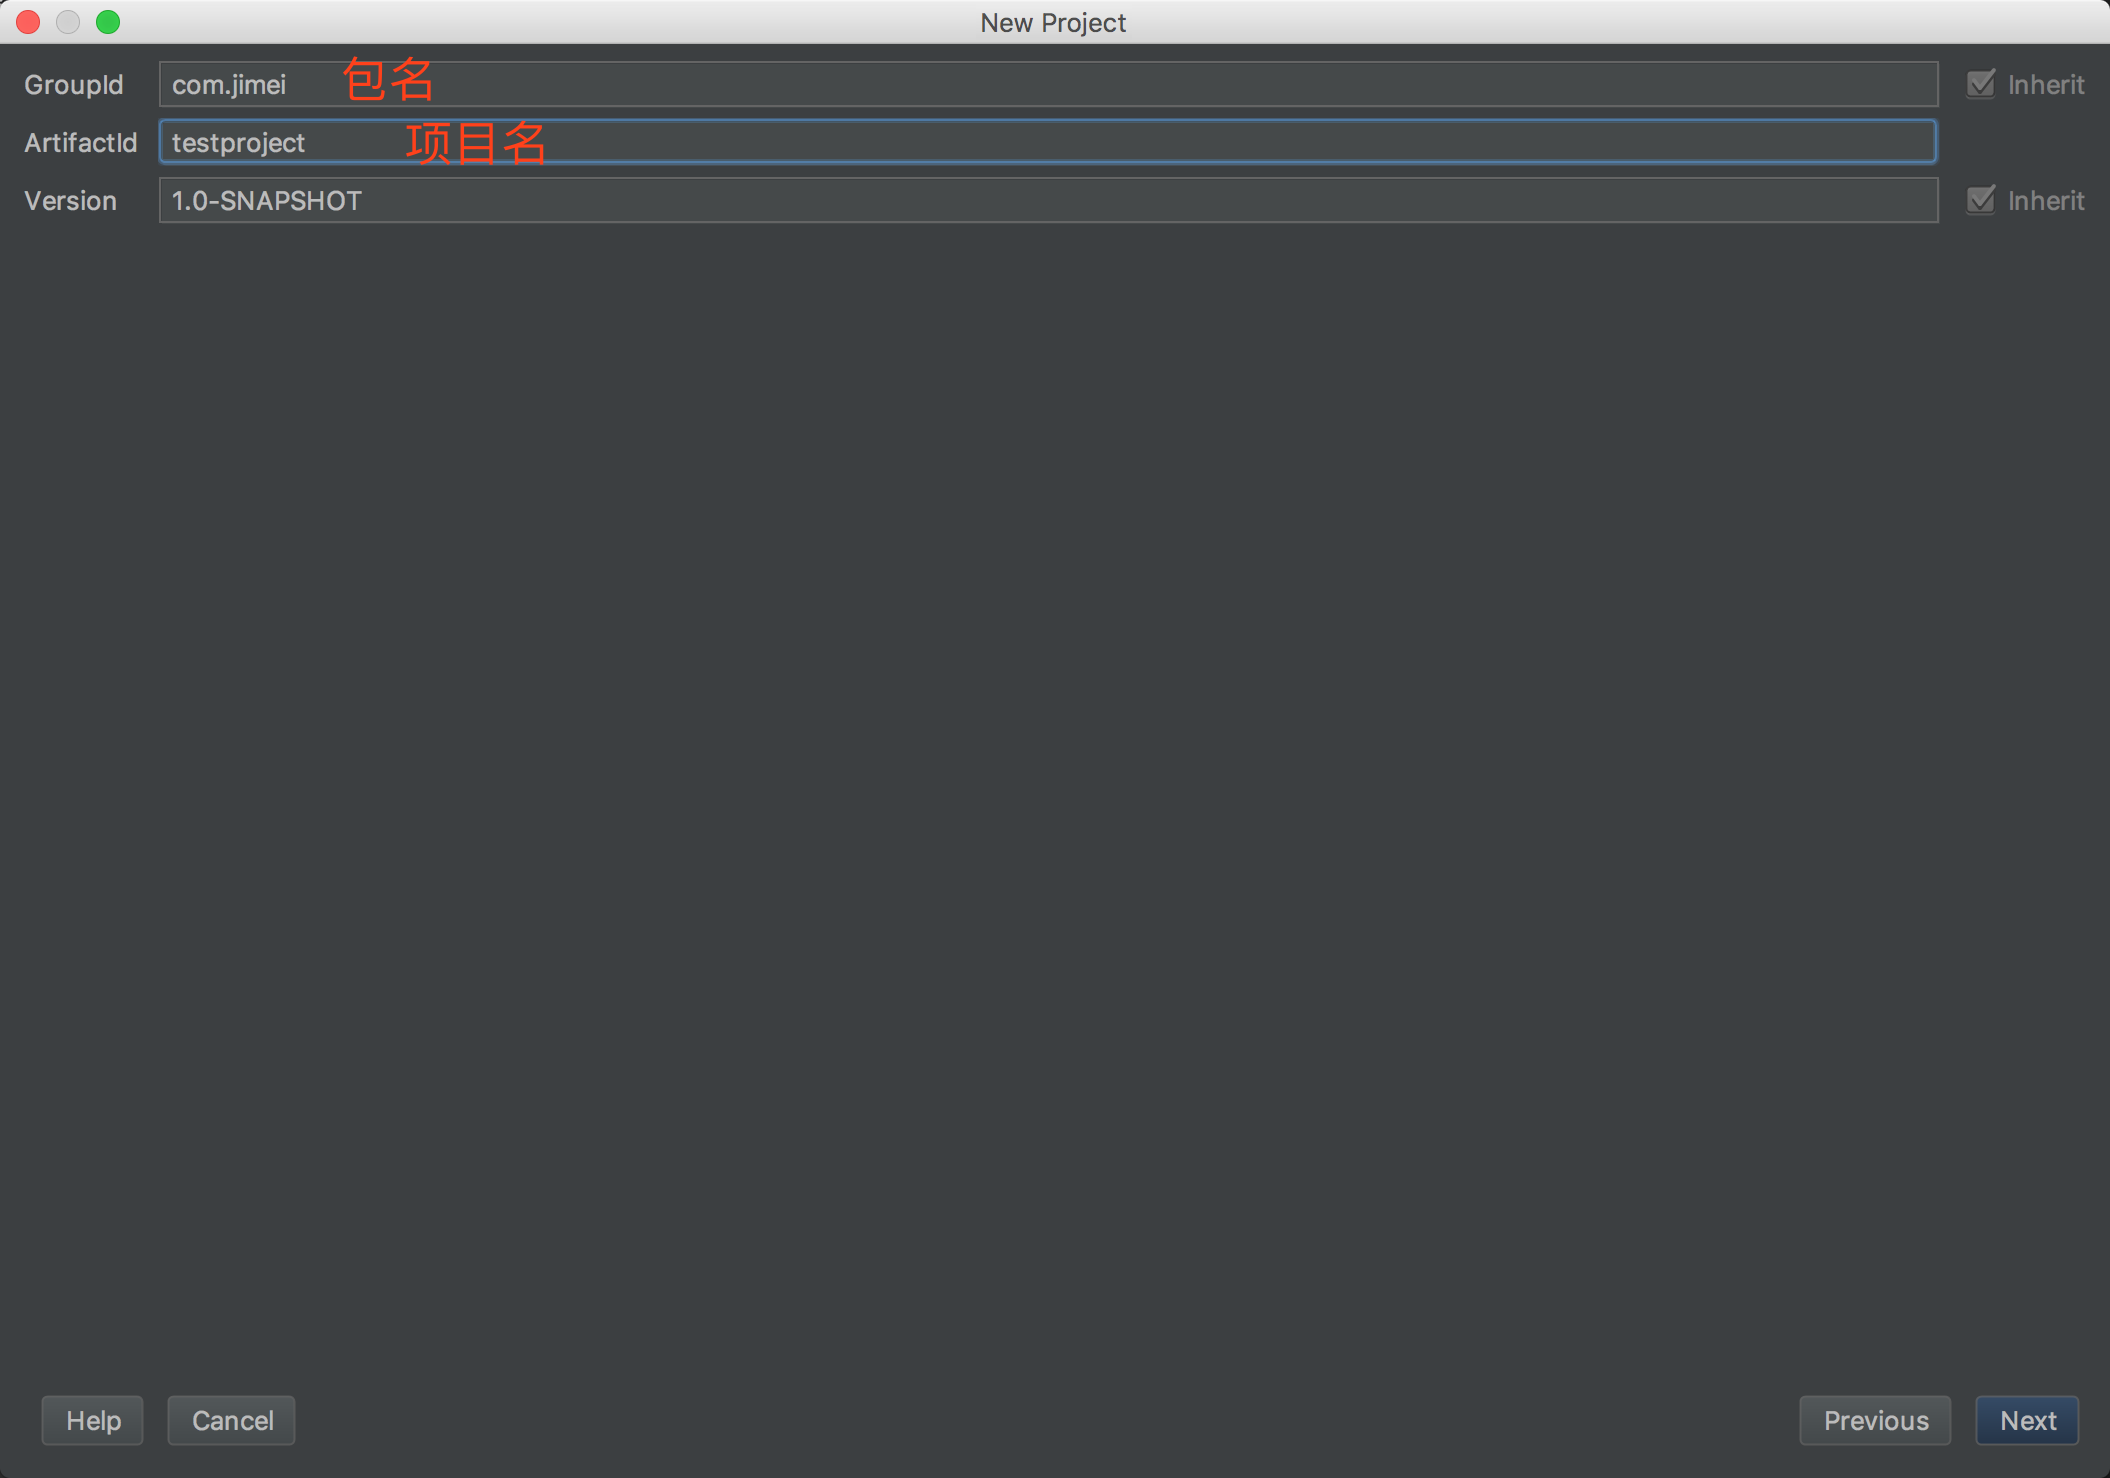 New Project
GroupId com.jimei 包名 Inherit
ArtifactId testproject 项目名
Version 1.0-SNAPSHOT Inherit
Help Cancel Previous Next